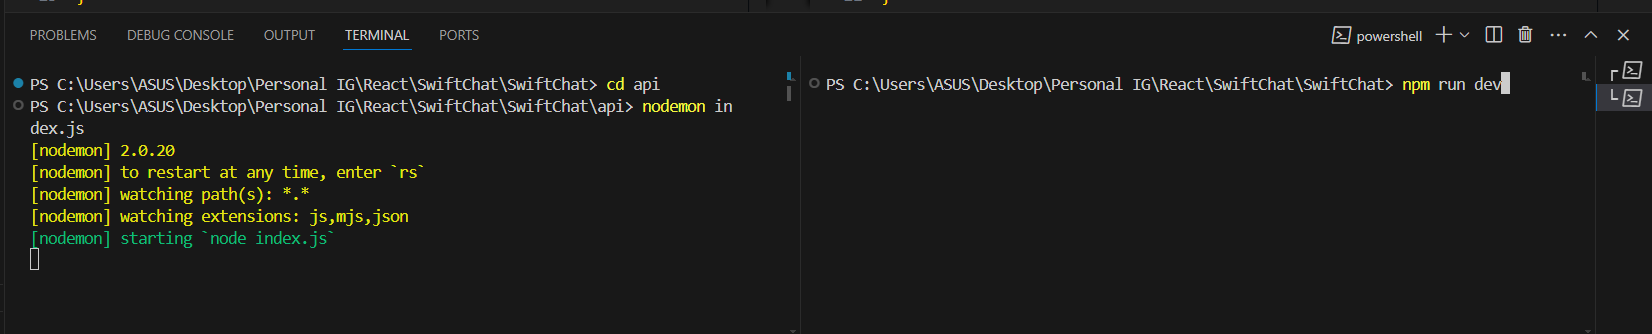 PROBLEMS DEBUG CONSOLE OUTPUT TERMINAL PORTS
powershell
PS C:\Users\ASUS\Desktop\Personal IG\React\SwiftChat\SwiftChat> cd api
PS C:\Users\ASUS\Desktop\Personal IG\React\SwiftChat\SwiftChat\api> nodemon in
dex.js
[nodemon] 2.0.20
[nodemon] to restart at any time, enter `rs`
[nodemon] watching path(s): *.*
[nodemon] watching extensions: js,mjs,json
[nodemon] starting `node index.js`
PS C:\Users\ASUS\Desktop\Personal IG\React\SwiftChat\SwiftChat> npm run dev